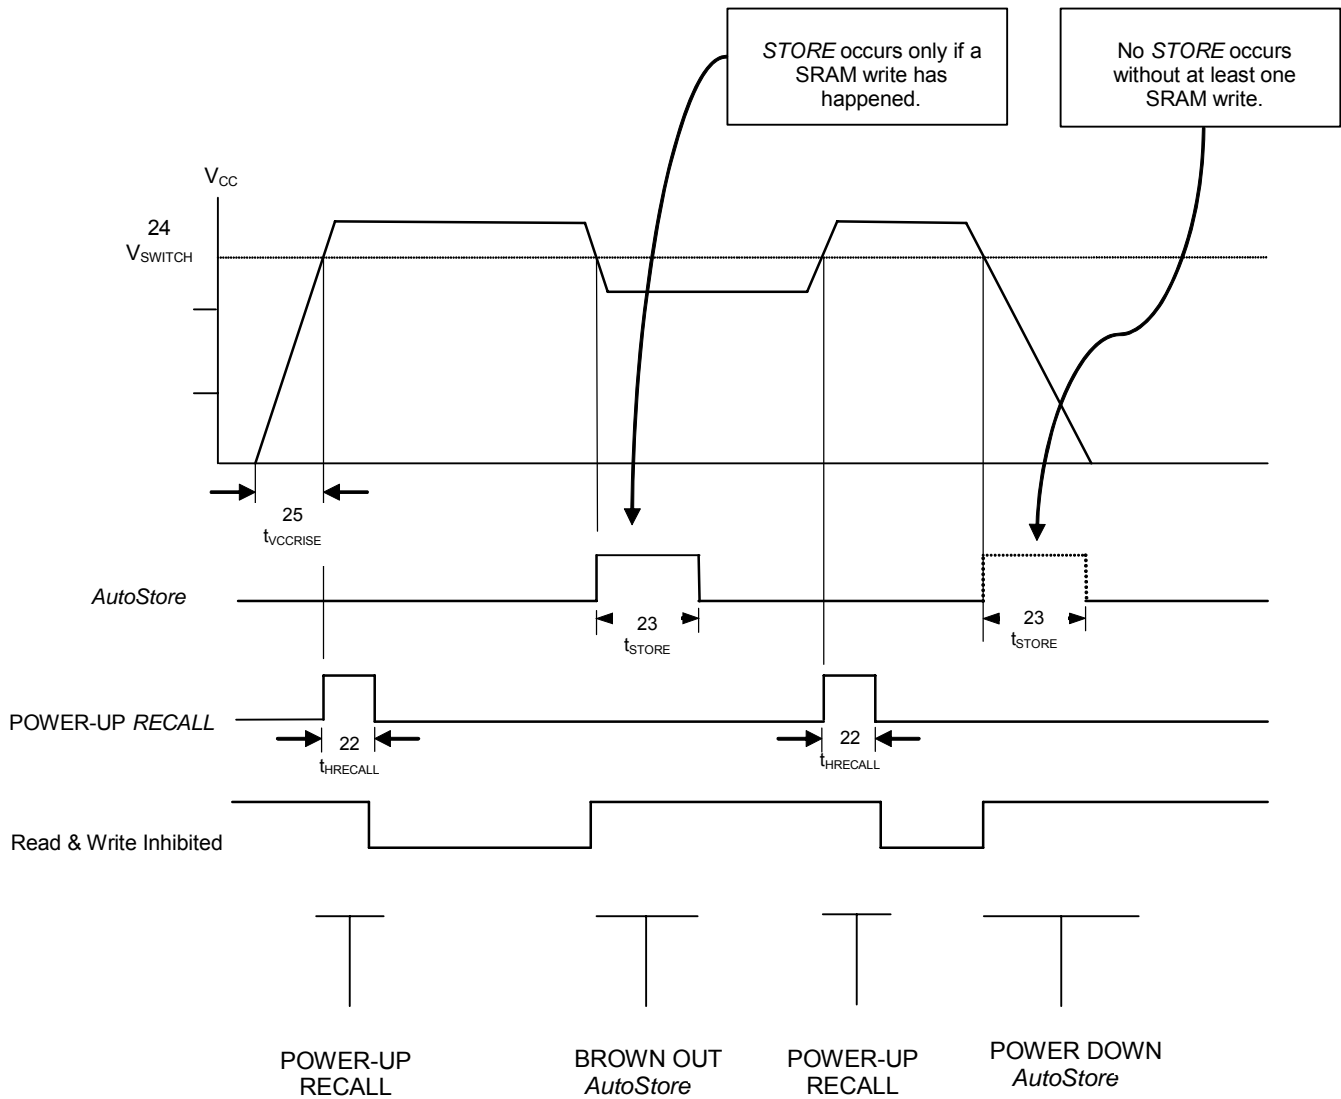 STORE occurs only if a
SRAM write has
happened.
No STORE occurs
without at least one
SRAM write.
VCC
24
VSWITCH
25
tVCCRISE
AutoStore
23
tSTORE
23
tSTORE
POWER-UP RECALL
22
tHRECALL
22
tHRECALL
Read & Write Inhibited
POWER-UP
RECALL
BROWN OUT
AutoStore
POWER-UP
RECALL
POWER DOWN
AutoStore